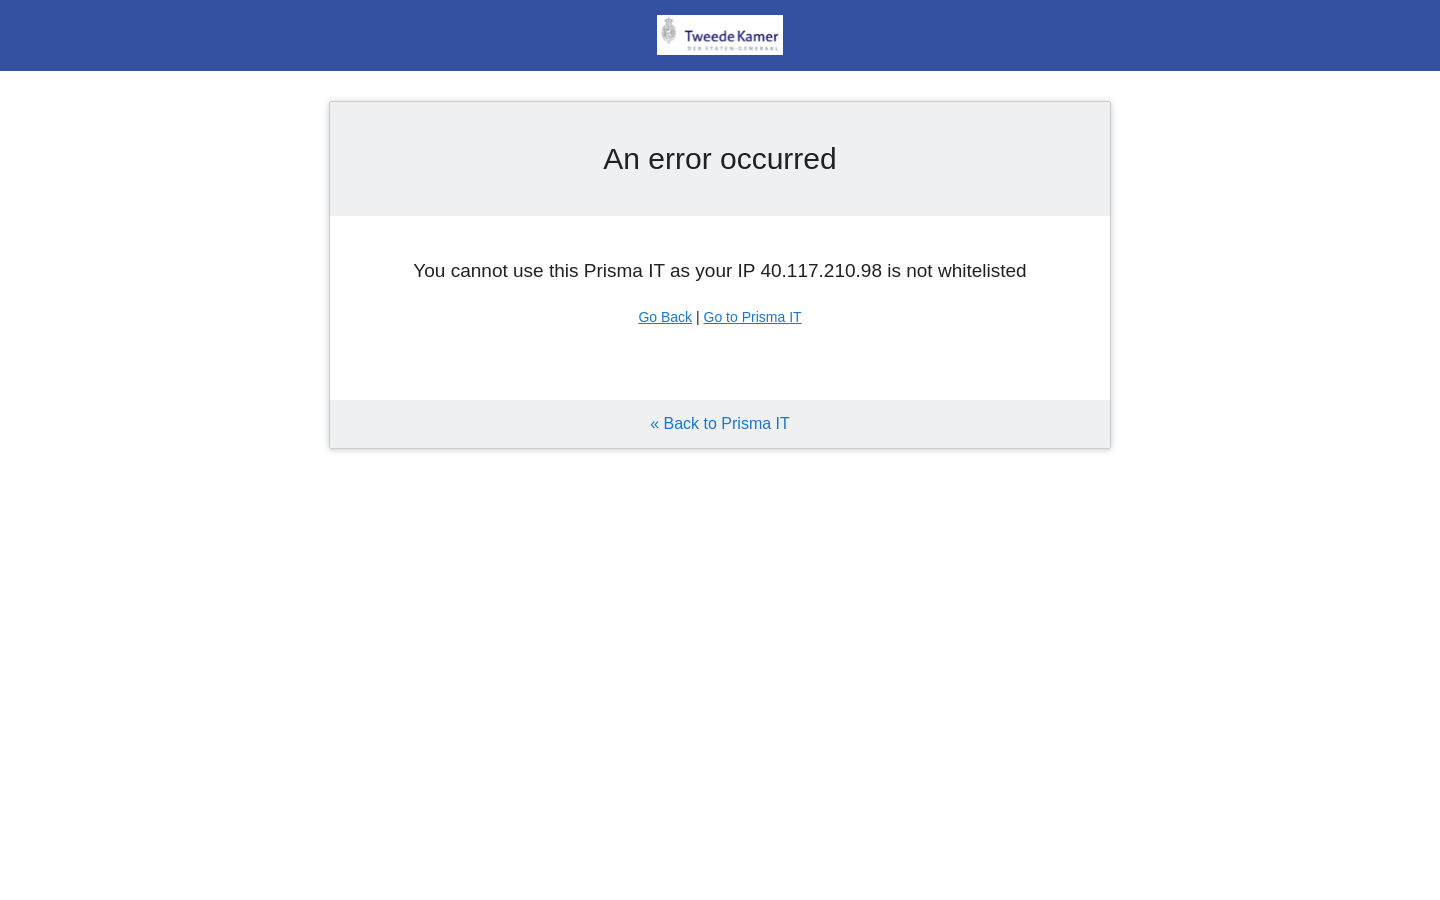 Tweede Kamer
DER STATEN-GENERAAL
An error occurred
You cannot use this Prisma IT as your IP 40.117.210.98 is not whitelisted
Go Back | Go to Prisma IT
« Back to Prisma IT